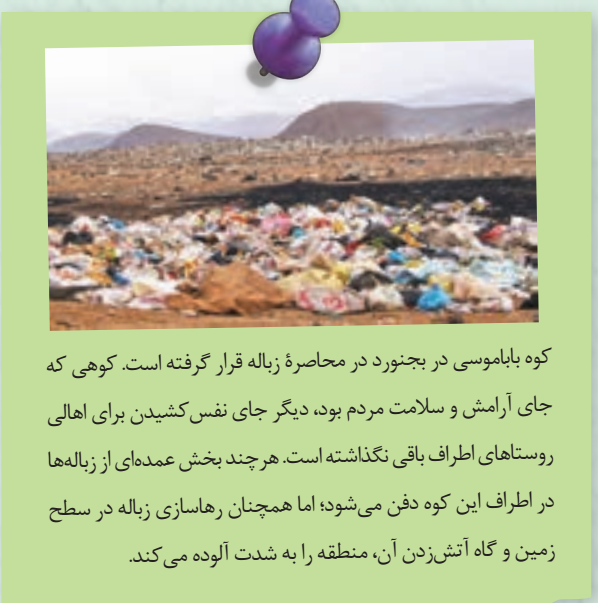 کوه باباموسی در بجنورد در محاصرهٔ زباله قرار گرفته است. کوهی که
جای آرامش و سلامت مردم بود، دیگر جای نفس‌کشیدن برای اهالی
روستاهای اطراف باقی نگذاشته است. هرچند بخش عمده‌ای از زباله‌ها
در اطراف این کوه دفن می‌شود؛ اما همچنان رهاسازی زباله در سطح
زمین و گاه آتش‌زدن آن، منطقه را به شدت آلوده می‌کند.